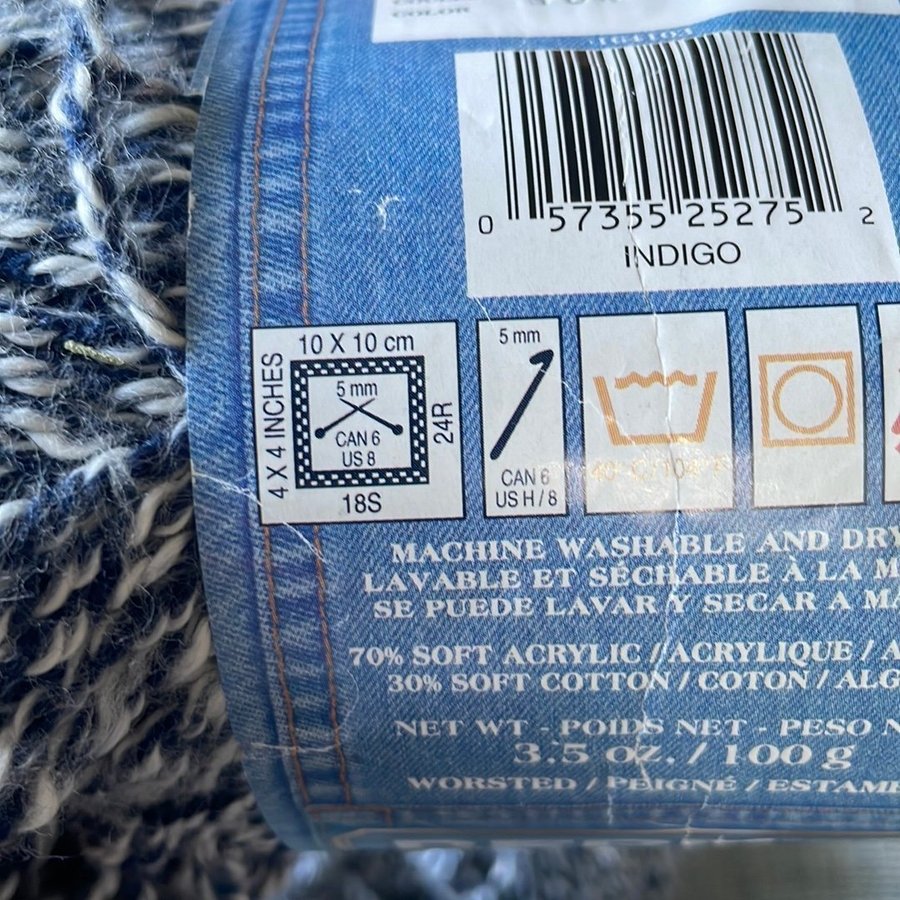 COLOR
0 57355 25275 2
INDIGO
10 X 10 cm
4 X 4 INCHES
5 mm
CAN 6
US 8
24R
18S
5 mm
CAN 6
US H / 8
40° C/104° F
MACHINE WASHABLE AND DRY
LAVABLE ET SÉCHABLE À LA M
SE PUEDE LAVAR Y SECAR A MA
70% SOFT ACRYLIC / ACRYLIQUE / A
30% SOFT COTTON / COTON / ALG
NET WT - POIDS NET - PESO N
3.5 oz. / 100 g
WORSTED / PEIGNÉ / ESTAME